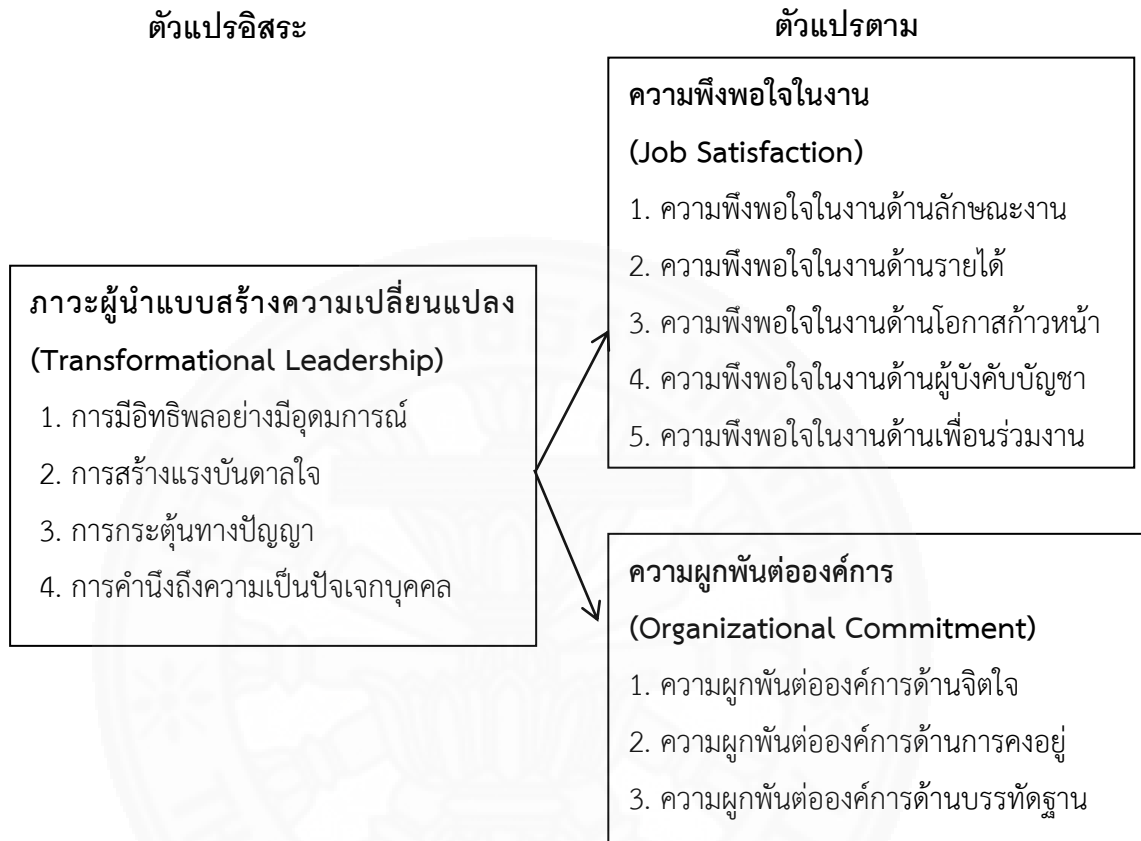 ตัวแปรอิสระ
ตัวแปรตาม
ภาวะผู้นำแบบสร้างความเปลี่ยนแปลง
(Transformational Leadership)
1. การมีอิทธิพลอย่างมีอุดมการณ์
2. การสร้างแรงบันดาลใจ
3. การกระตุ้นทางปัญญา
4. การคำนึงถึงความเป็นปัจเจกบุคคล
ความพึงพอใจในงาน
(Job Satisfaction)
1. ความพึงพอใจในงานด้านลักษณะงาน
2. ความพึงพอใจในงานด้านรายได้
3. ความพึงพอใจในงานด้านโอกาสก้าวหน้า
4. ความพึงพอใจในงานด้านผู้บังคับบัญชา
5. ความพึงพอใจในงานด้านเพื่อนร่วมงาน
ความผูกพันต่อองค์การ
(Organizational Commitment)
1. ความผูกพันต่อองค์การด้านจิตใจ
2. ความผูกพันต่อองค์การด้านการคงอยู่
3. ความผูกพันต่อองค์การด้านบรรทัดฐาน